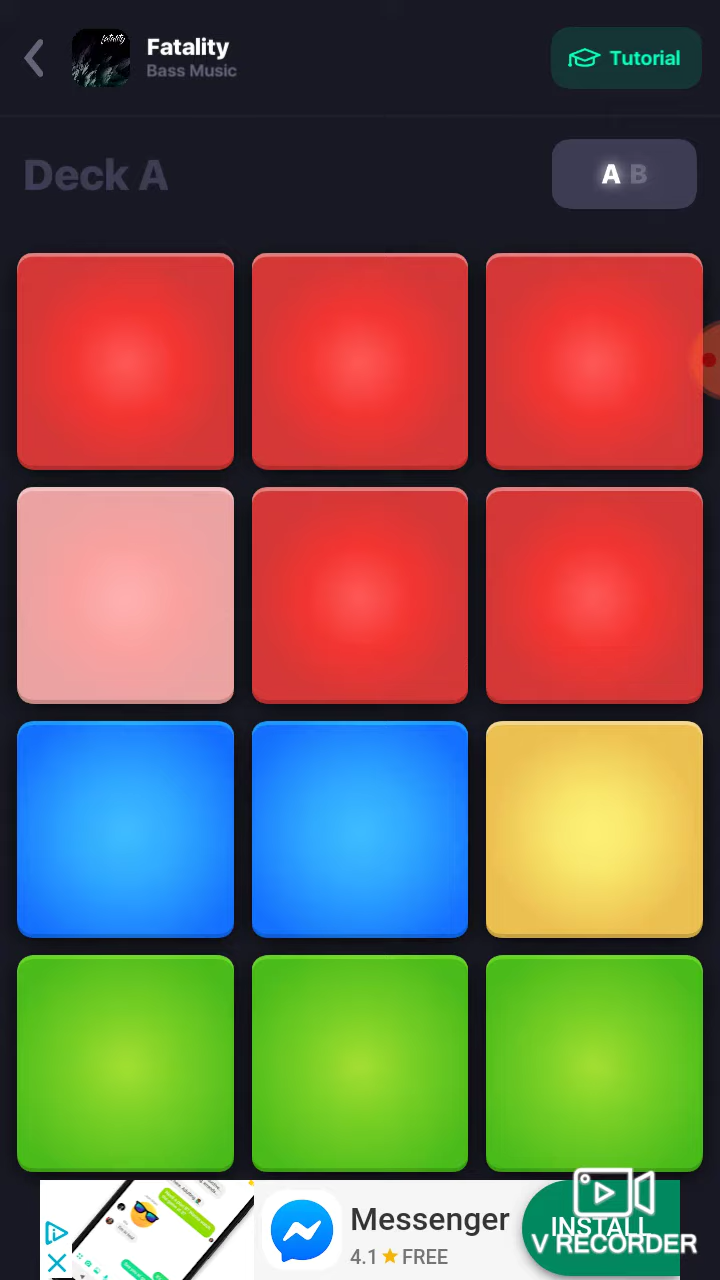 Fatality
Bass Music
Tutorial
Deck A
A B
Messenger
4.1 FREE
INSTALL
V RECORDER